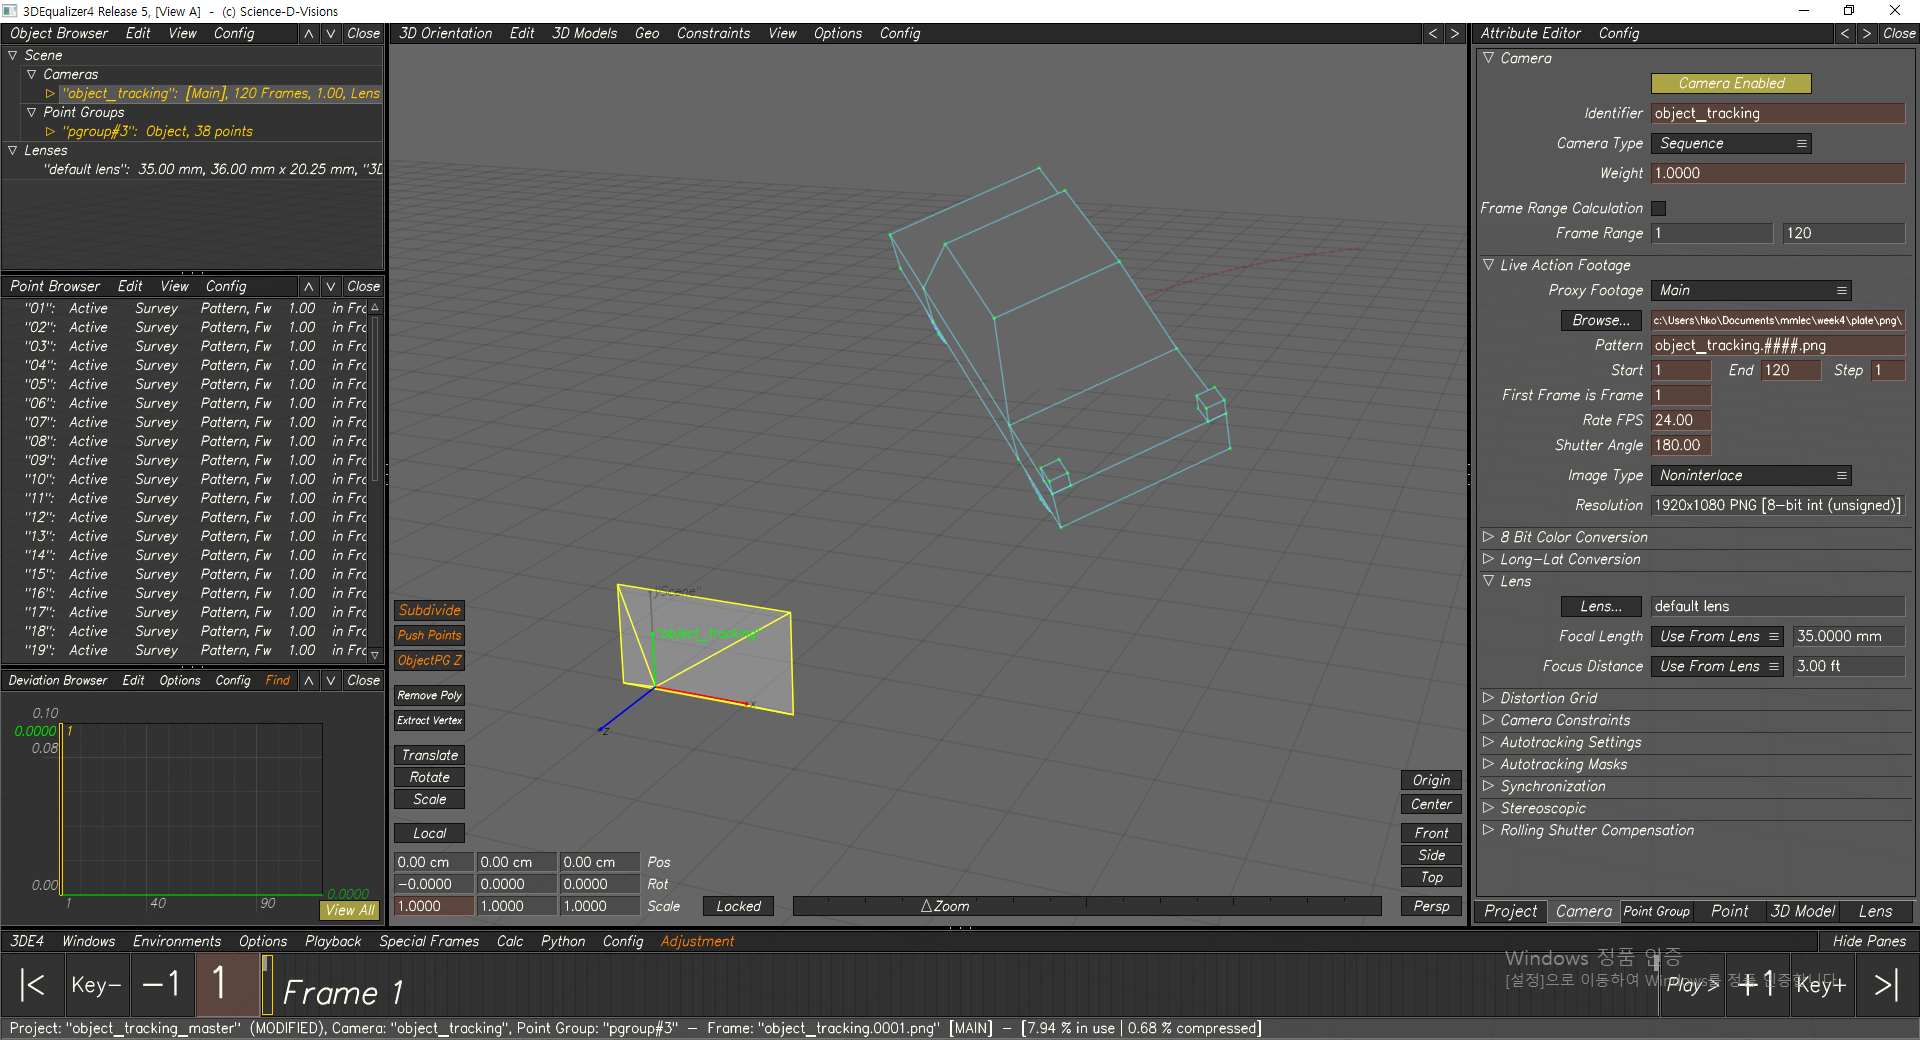 3DEqualizer4 Release 5, [View A]  -  (c) Science-D-Visions
Object Browser Edit View Config Λ V Close
Scene
Cameras
"object_tracking": [Main], 120 Frames, 1.00, Lens
Point Groups
"pgroup#3": Object, 38 points
Lenses
"default lens": 35.00 mm, 36.00 mm x 20.25 mm, "3D
Point Browser Edit View Config Λ V Close
"01": Active Survey Pattern, Fw 1.00 in Frc
"02": Active Survey Pattern, Fw 1.00 in Frc
"03": Active Survey Pattern, Fw 1.00 in Frc
"04": Active Survey Pattern, Fw 1.00 in Frc
"05": Active Survey Pattern, Fw 1.00 in Frc
"06": Active Survey Pattern, Fw 1.00 in Frc
"07": Active Survey Pattern, Fw 1.00 in Frc
"08": Active Survey Pattern, Fw 1.00 in Frc
"09": Active Survey Pattern, Fw 1.00 in Frc
"10": Active Survey Pattern, Fw 1.00 in Frc
"11": Active Survey Pattern, Fw 1.00 in Frc
"12": Active Survey Pattern, Fw 1.00 in Frc
"13": Active Survey Pattern, Fw 1.00 in Frc
"14": Active Survey Pattern, Fw 1.00 in Frc
"15": Active Survey Pattern, Fw 1.00 in Frc
"16": Active Survey Pattern, Fw 1.00 in Frc
"17": Active Survey Pattern, Fw 1.00 in Frc
"18": Active Survey Pattern, Fw 1.00 in Frc
"19": Active Survey Pattern, Fw 1.00 in Frc
Deviation Browser Edit Options Config Find Λ V Close
0.10
0.0000 1
0.08
0.00 0.0000
1 40 90 View All
3D Orientation Edit 3D Models Geo Constraints View Options Config < >
"Scene"
"object_tracking"
x
z
Subdivide
Push Points
ObjectPG Z
Remove Poly
Extract Vertex
Translate
Rotate
Scale
Local
0.00 cm 0.00 cm 0.00 cm Pos
-0.0000 0.0000 0.0000 Rot
1.0000 1.0000 1.0000 Scale Locked Zoom
Origin
Center
Front
Side
Top
Persp
Attribute Editor Config < > Close
Camera
Camera Enabled
Identifier object_tracking
Camera Type Sequence
Weight 1.0000
Frame Range Calculation
Frame Range 1 120
Live Action Footage
Proxy Footage Main
Browse... c:\Users\hko\Documents\mmlec\week4\plate\png\
Pattern object_tracking.####.png
Start 1 End 120 Step 1
First Frame is Frame 1
Rate FPS 24.00
Shutter Angle 180.00
Image Type Noninterlace
Resolution 1920x1080 PNG [8-bit int (unsigned)]
8 Bit Color Conversion
Long-Lat Conversion
Lens
Lens... default lens
Focal Length Use From Lens 35.0000 mm
Focus Distance Use From Lens 3.00 ft
Distortion Grid
Camera Constraints
Autotracking Settings
Autotracking Masks
Synchronization
Stereoscopic
Rolling Shutter Compensation
Project Camera Point Group Point 3D Model Lens
3DE4 Windows Environments Options Playback Special Frames Calc Python Config Adjustment Hide Panes
Windows 정품 인증
[설정]으로 이동하여 Windows를 정품 인증합니다.
|< Key- -1 1 Frame 1 Play > +1 Key+ >|
Project: "object_tracking_master" (MODIFIED), Camera: "object_tracking", Point Group: "pgroup#3" - Frame: "object_tracking.0001.png" [MAIN] - [7.94 % in use | 0.68 % compressed]